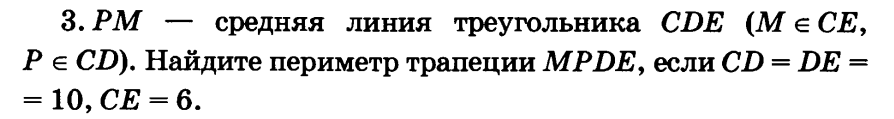 3. PM — средняя линия треугольника CDE (M ∈ CE,
P ∈ CD). Найдите периметр трапеции MPDE, если CD = DE =
= 10, CE = 6.